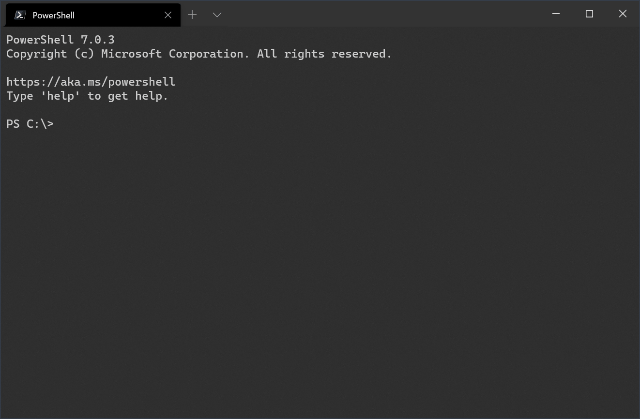 PowerShell
PowerShell 7.0.3
Copyright (c) Microsoft Corporation. All rights reserved.
https://aka.ms/powershell
Type 'help' to get help.
PS C:\>